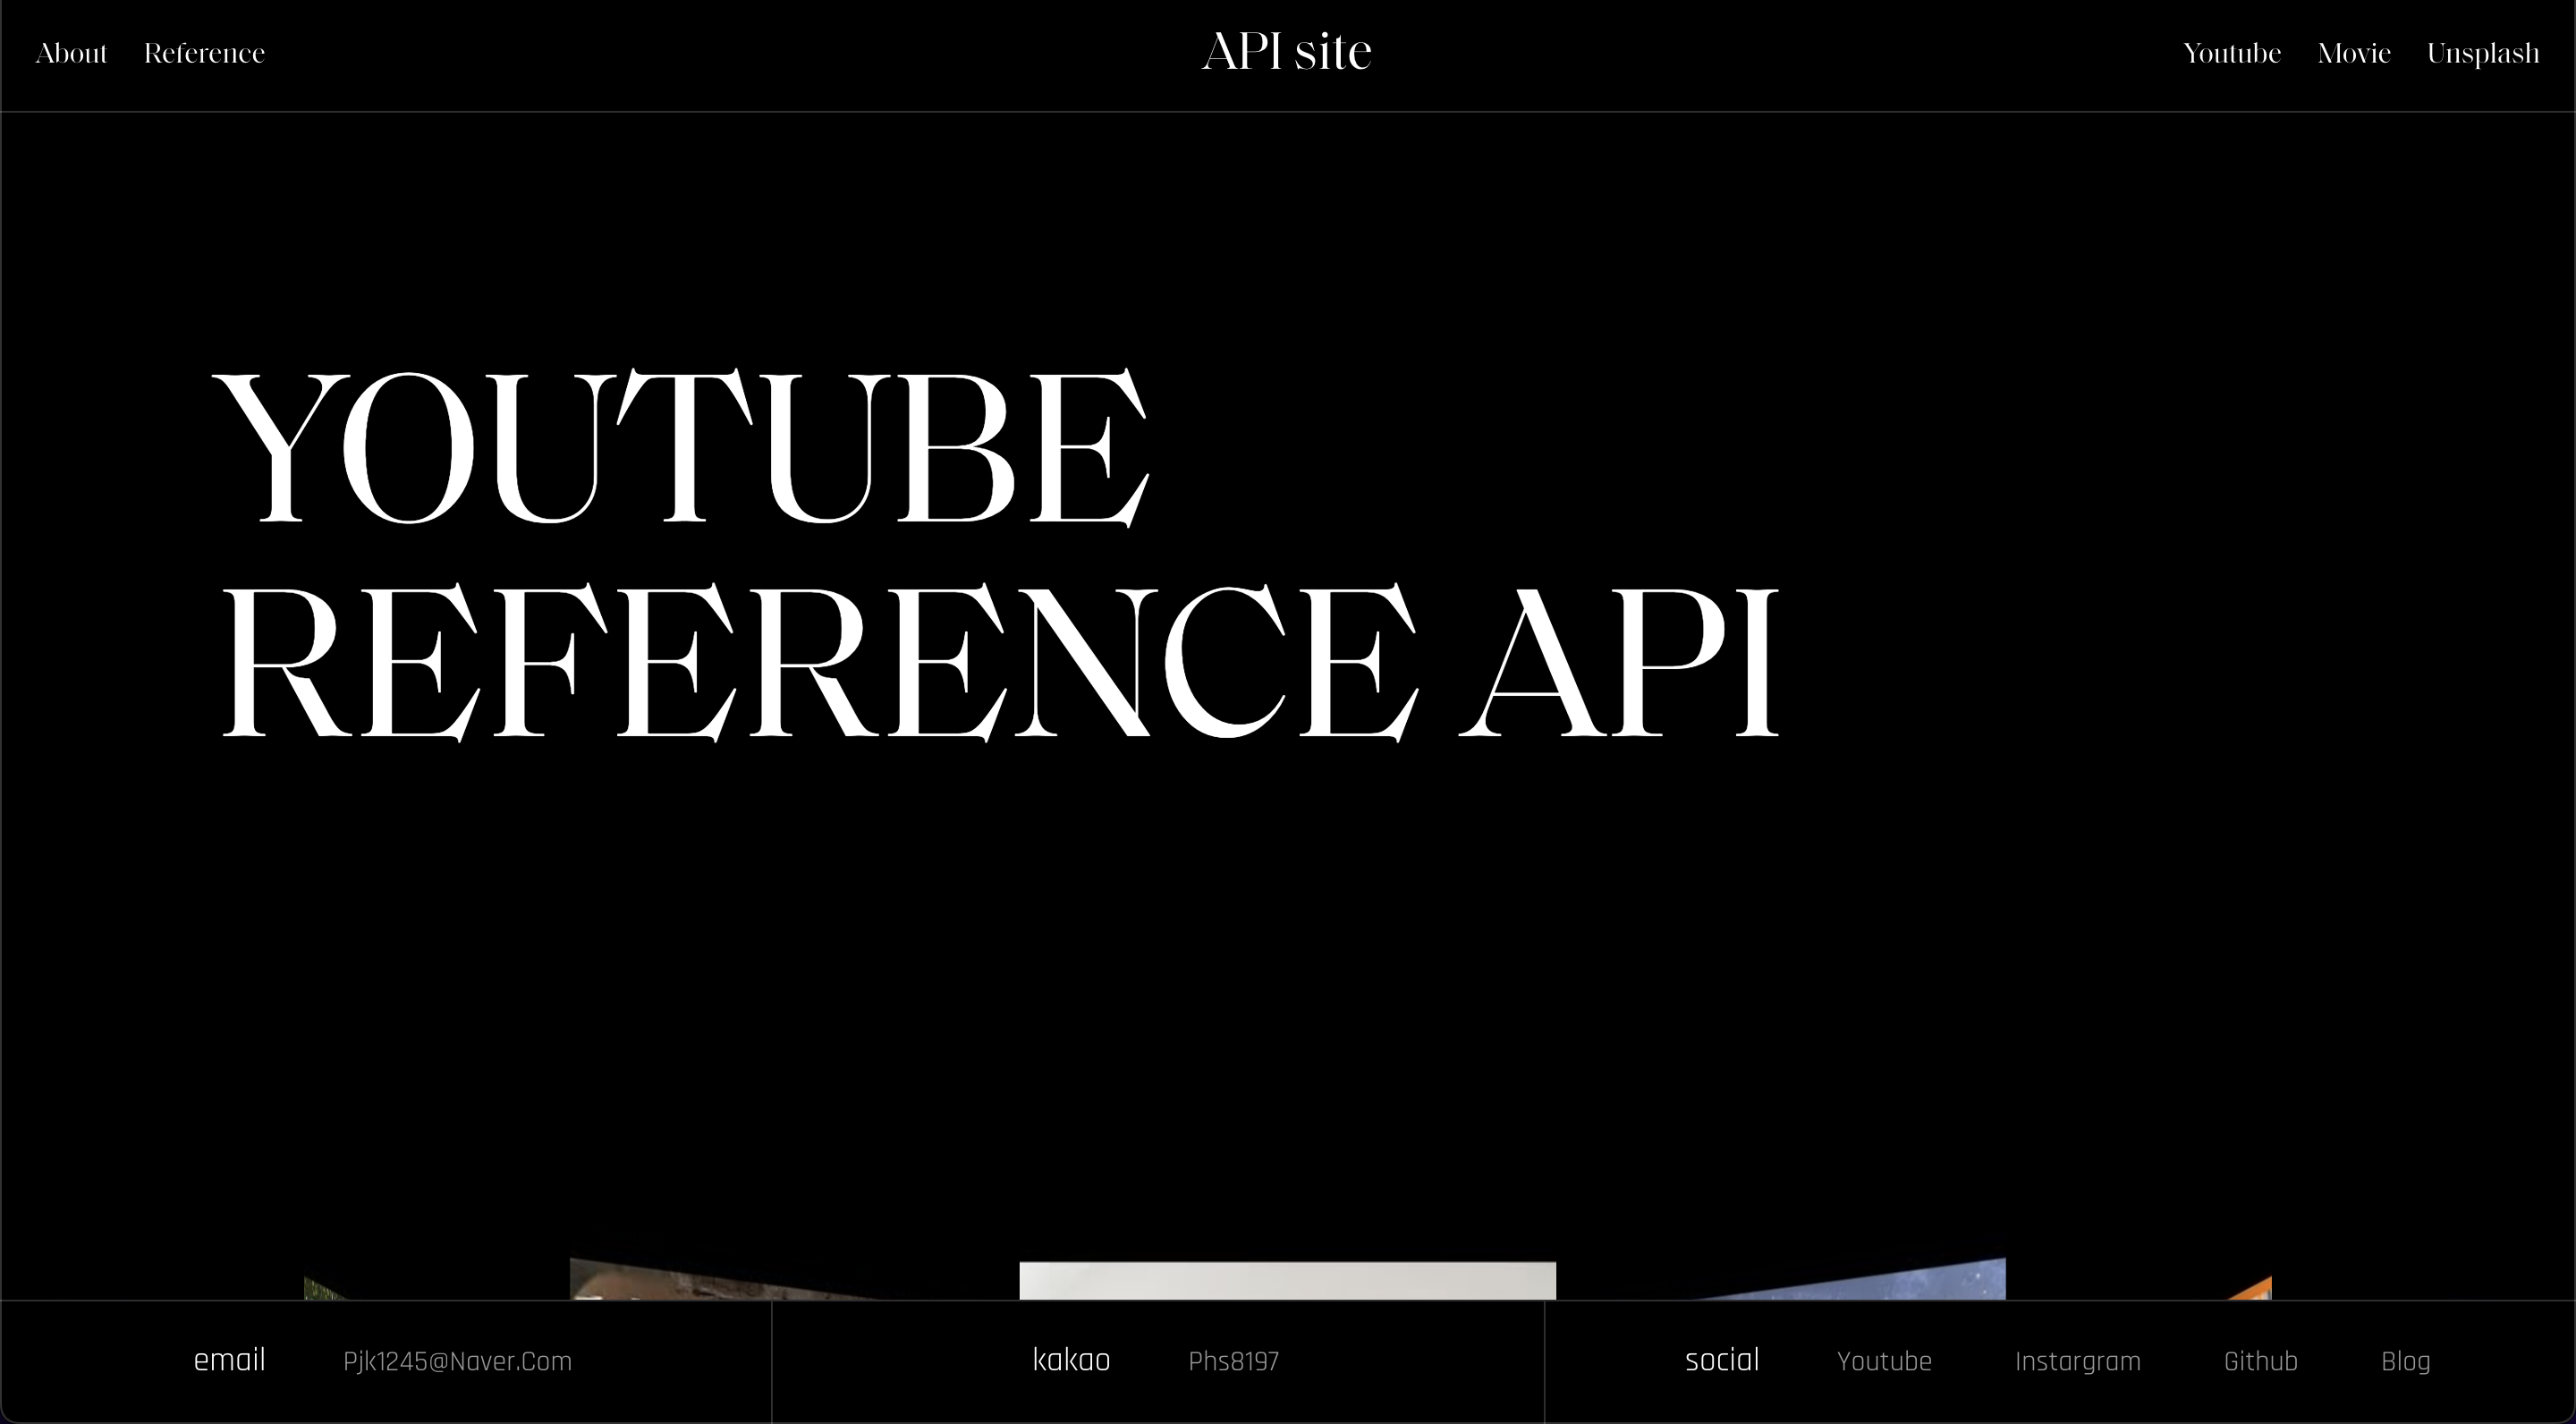 About Reference API site Youtube Movie Unsplash
YOUTUBE
REFERENCE API
email Pjk1245@Naver.Com kakao Phs8197 social Youtube Instargram Github Blog